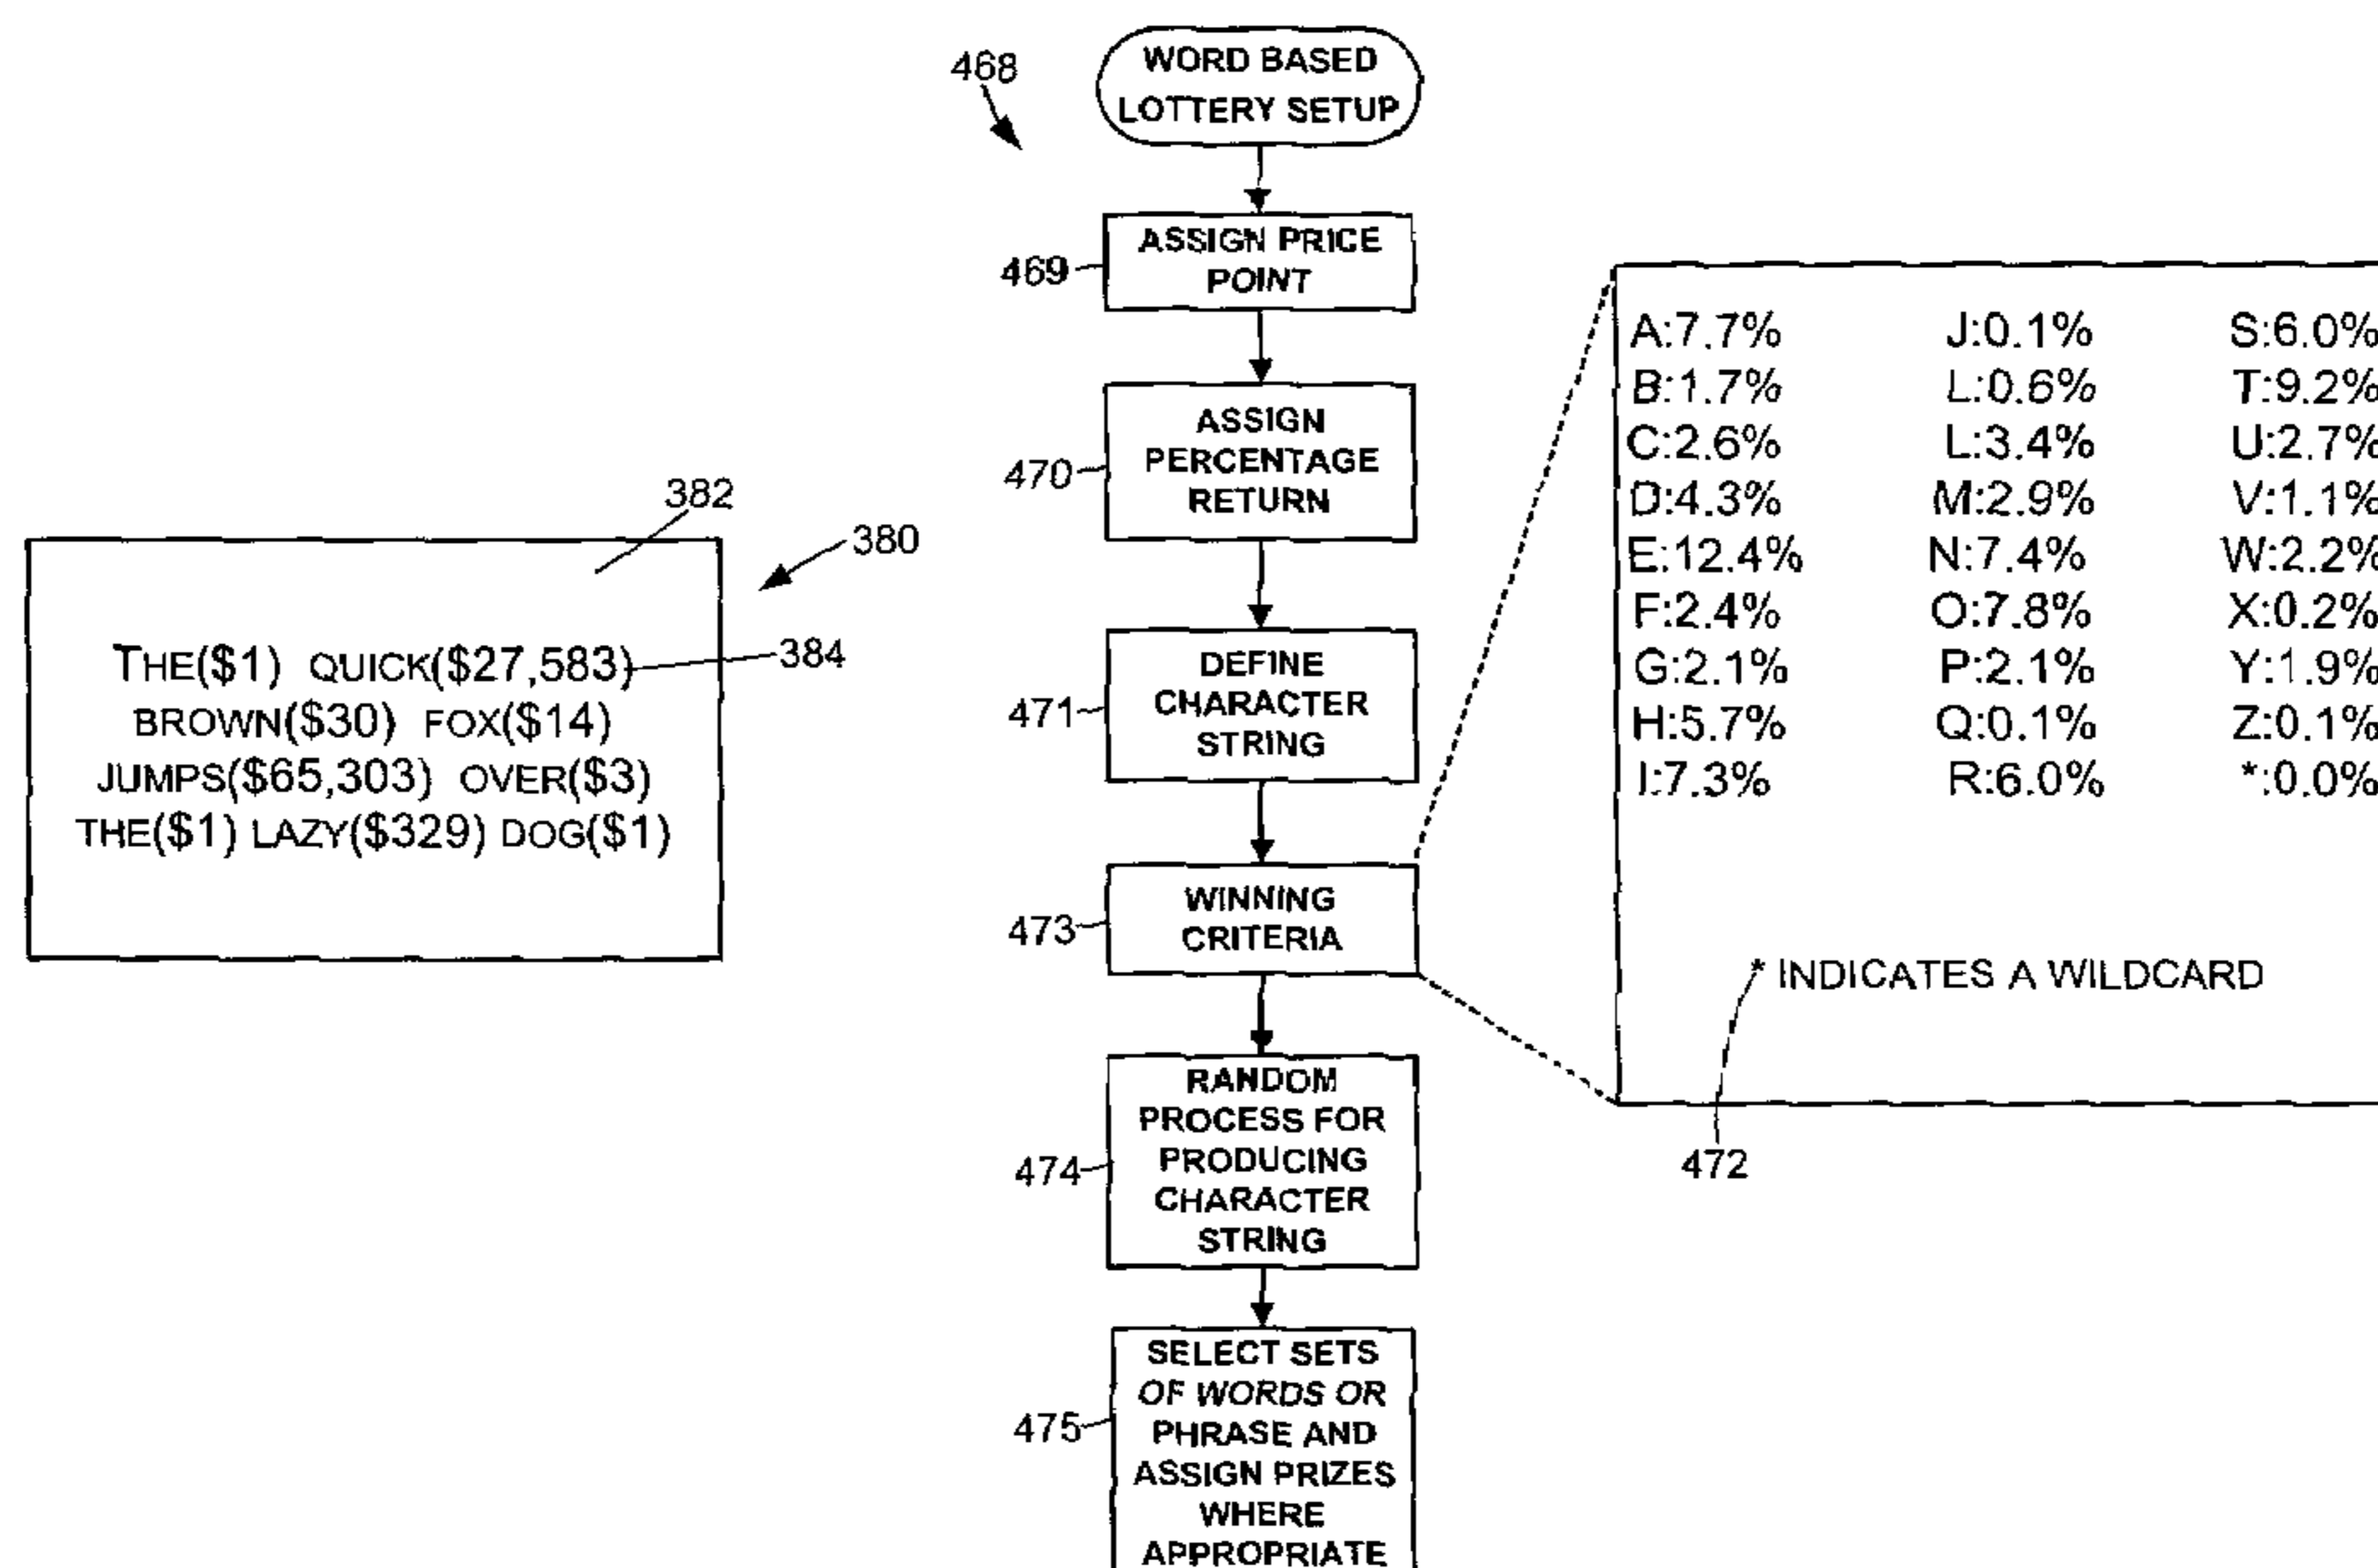 468
WORD BASED
LOTTERY SETUP
469
ASSIGN PRICE
POINT
470
ASSIGN
PERCENTAGE
RETURN
471
DEFINE
CHARACTER
STRING
473
WINNING
CRITERIA
474
RANDOM
PROCESS FOR
PRODUCING
CHARACTER
STRING
475
SELECT SETS
OF WORDS OR
PHRASE AND
ASSIGN PRIZES
WHERE
APPROPRIATE
382
380
384
THE($1) QUICK($27,583)
BROWN($30) FOX($14)
JUMPS($65,303) OVER($3)
THE($1) LAZY($329) DOG($1)
A:7.7% J:0.1% S:6.0%
B:1.7% L:0.6% T:9.2%
C:2.6% L:3.4% U:2.7%
D:4.3% M:2.9% V:1.1%
E:12.4% N:7.4% W:2.2%
F:2.4% O:7.8% X:0.2%
G:2.1% P:2.1% Y:1.9%
H:5.7% Q:0.1% Z:0.1%
I:7.3% R:6.0% *:0.0%
* INDICATES A WILDCARD
472